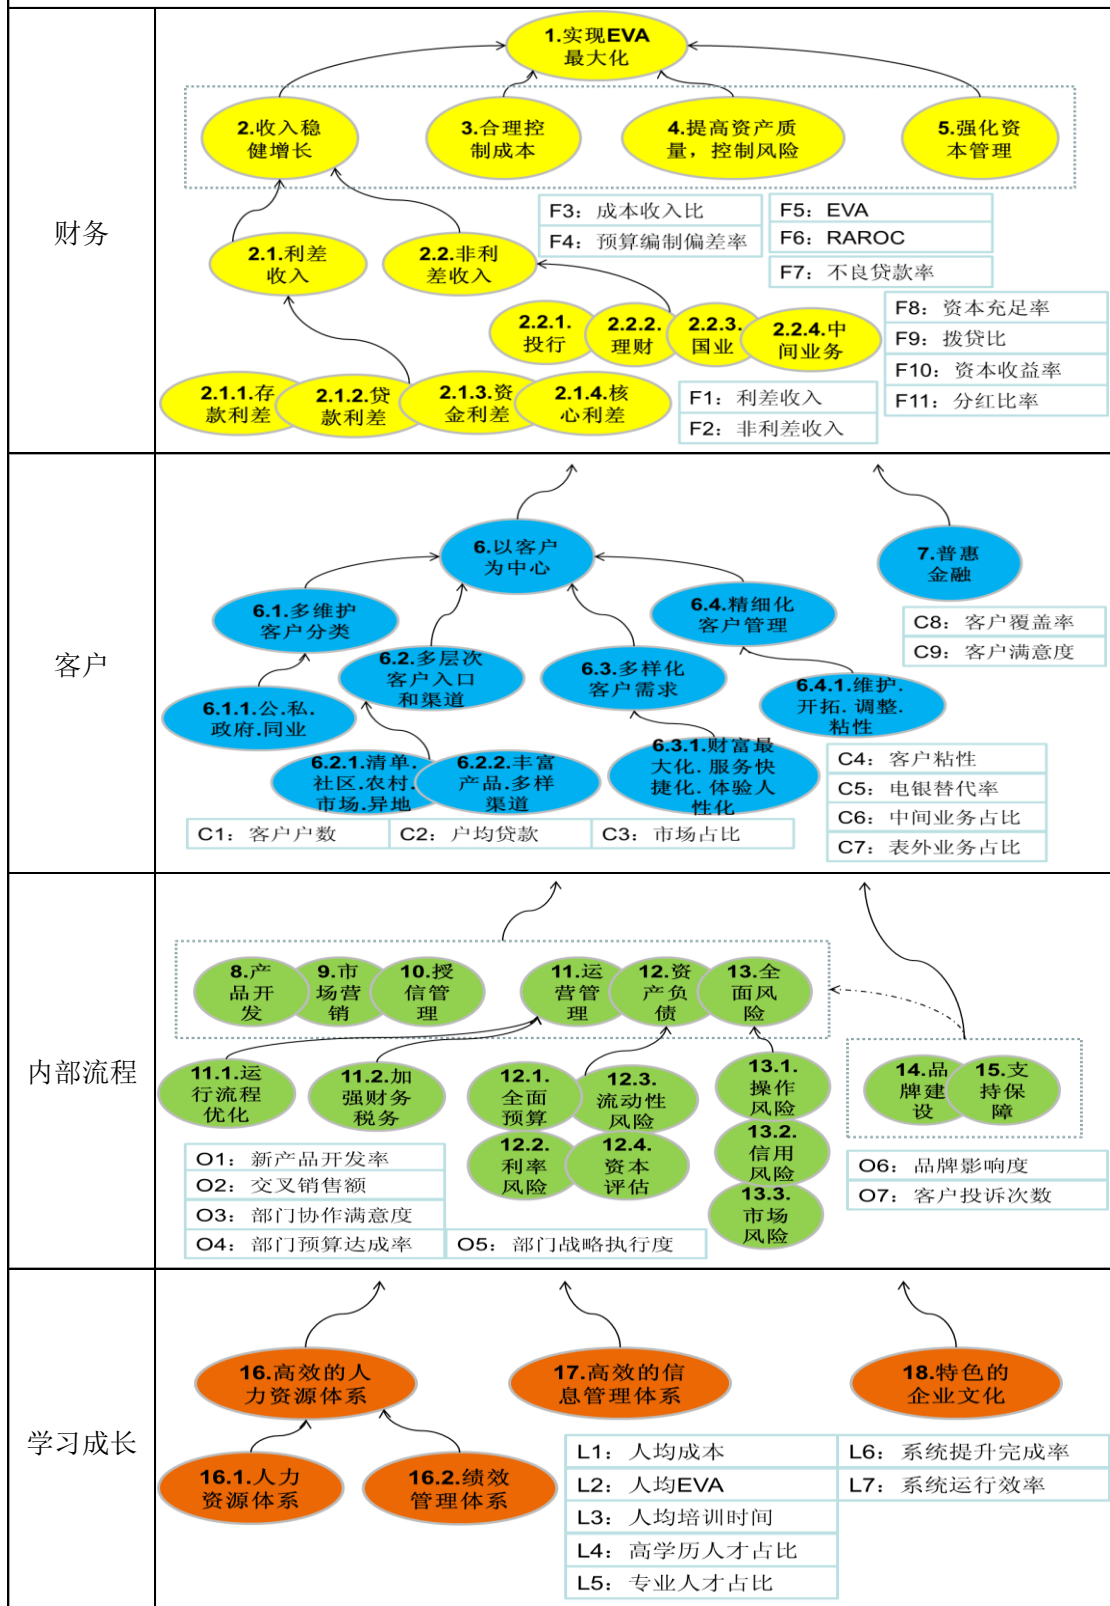 财务
1.实现EVA
最大化
2.收入稳
健增长
3.合理控
制成本
4.提高资产质
量，控制风险
5.强化资
本管理
2.1.利差
收入
2.2.非利
差收入
F3：成本收入比
F4：预算编制偏差率
F5：EVA
F6：RAROC
F7：不良贷款率
2.2.1.
投行
2.2.2.
理财
2.2.3.
国业
2.2.4.中
间业务
F8：资本充足率
F9：拨贷比
F10：资本收益率
F11：分红比率
2.1.1.存
款利差
2.1.2.贷
款利差
2.1.3.资
金利差
2.1.4.核
心利差
F1：利差收入
F2：非利差收入
客户
6.以客户
为中心
7.普惠
金融
6.1.多维护
客户分类
6.4.精细化
客户管理
C8：客户覆盖率
C9：客户满意度
6.2.多层次
客户入口
和渠道
6.3.多样化
客户需求
6.1.1.公.私.
政府.同业
6.4.1.维护.
开拓.调整.
粘性
6.2.1.清单.
社区.农村.
市场.异地
6.2.2.丰富
产品.多样
渠道
6.3.1.财富最
大化.服务快
捷化.体验人
性化
C4：客户粘性
C5：电银替代率
C6：中间业务占比
C7：表外业务占比
C1：客户户数
C2：户均贷款
C3：市场占比
内部流程
8.产
品开
发
9.市
场营
销
10.授
信管
理
11.运
营管
理
12.资
产负
债
13.全
面风
险
11.1.运
行流程
优化
11.2.加
强财务
税务
12.1.
全面
预算
12.3.
流动性
风险
13.1.
操作
风险
14.品
牌建
设
15.支
持保
障
12.2.
利率
风险
12.4.
资本
评估
13.2.
信用
风险
13.3.
市场
风险
O1：新产品开发率
O2：交叉销售额
O3：部门协作满意度
O4：部门预算达成率
O5：部门战略执行度
O6：品牌影响度
O7：客户投诉次数
学习成长
16.高效的人
力资源体系
17.高效的信
息管理体系
18.特色的
企业文化
16.1.人力
资源体系
16.2.绩效
管理体系
L1：人均成本
L2：人均EVA
L3：人均培训时间
L4：高学历人才占比
L5：专业人才占比
L6：系统提升完成率
L7：系统运行效率